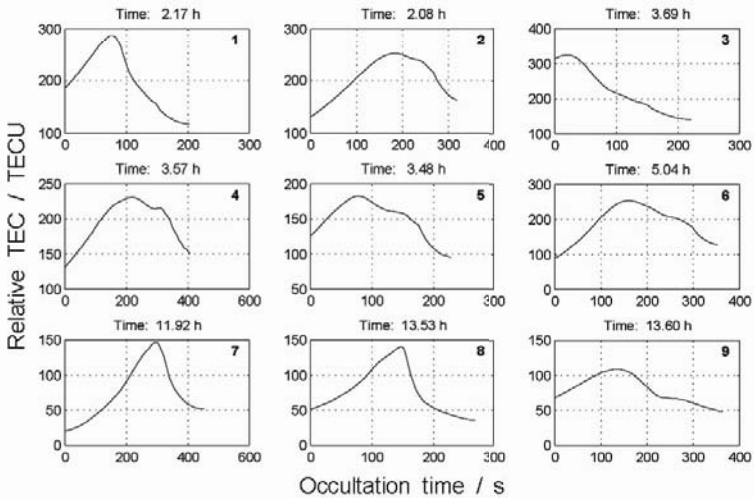 Time: 2.17 h
Time: 2.08 h
Time: 3.69 h
300
200
100
1
0 100 200 300
300
200
100
2
0 100 200 300 400
400
300
200
100
3
0 100 200 300
Time: 3.57 h
Time: 3.48 h
Time: 5.04 h
250
200
150
100
4
0 200 400 600
200
150
100
50
5
0 100 200 300
300
200
100
0
6
0 100 200 300 400
Time: 11.92 h
Time: 13.53 h
Time: 13.60 h
150
100
50
0
7
0 200 400 600
150
100
50
0
8
0 100 200 300
150
100
50
0
9
0 100 200 300 400
Relative TEC / TECU
Occultation time / s